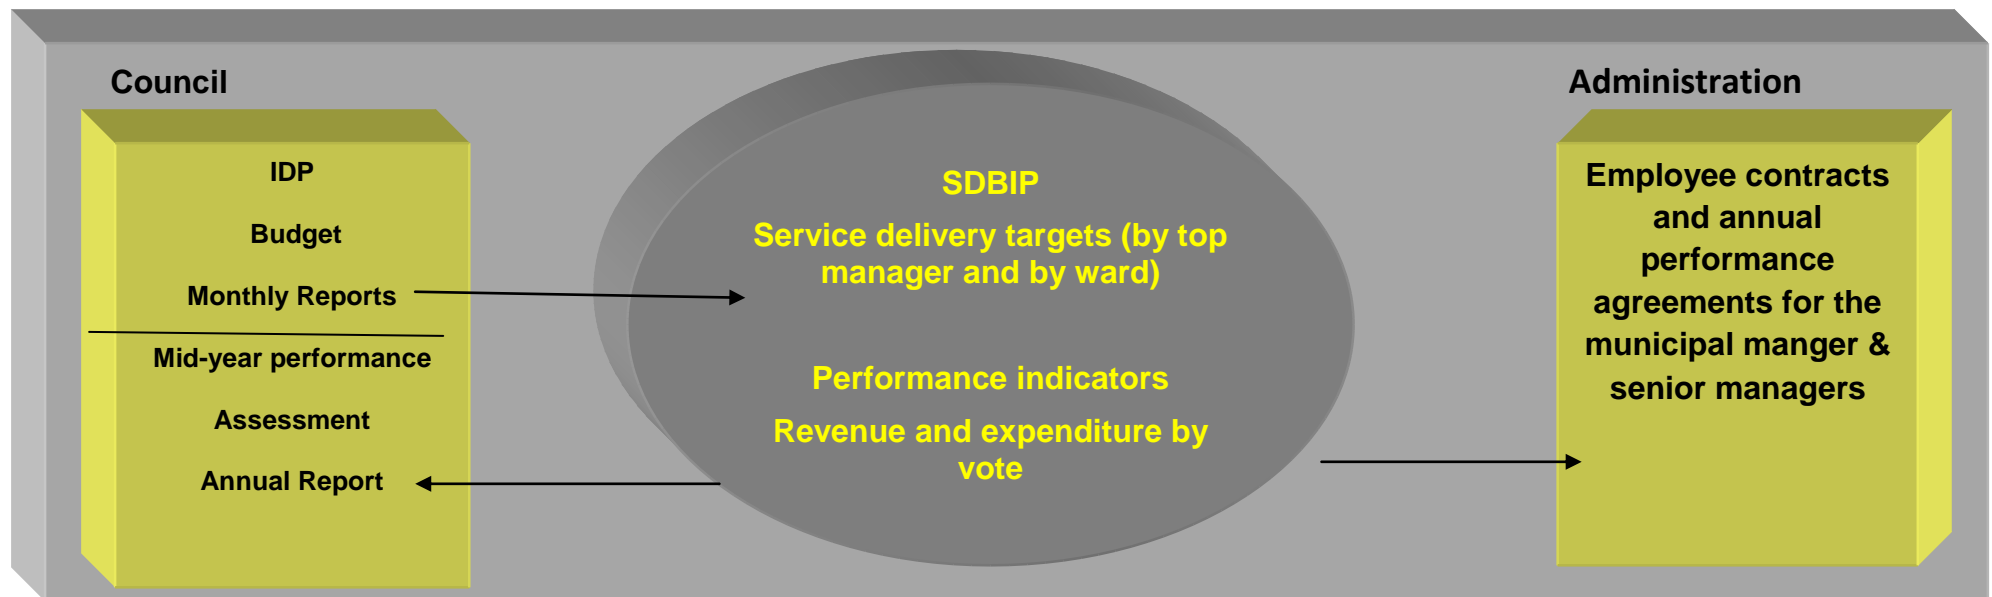 Council
IDP
Budget
Monthly Reports
Mid-year performance
Assessment
Annual Report
SDBIP
Service delivery targets (by top
manager and by ward)
Performance indicators
Revenue and expenditure by
vote
Administration
Employee contracts
and annual
performance
agreements for the
municipal manger &
senior managers